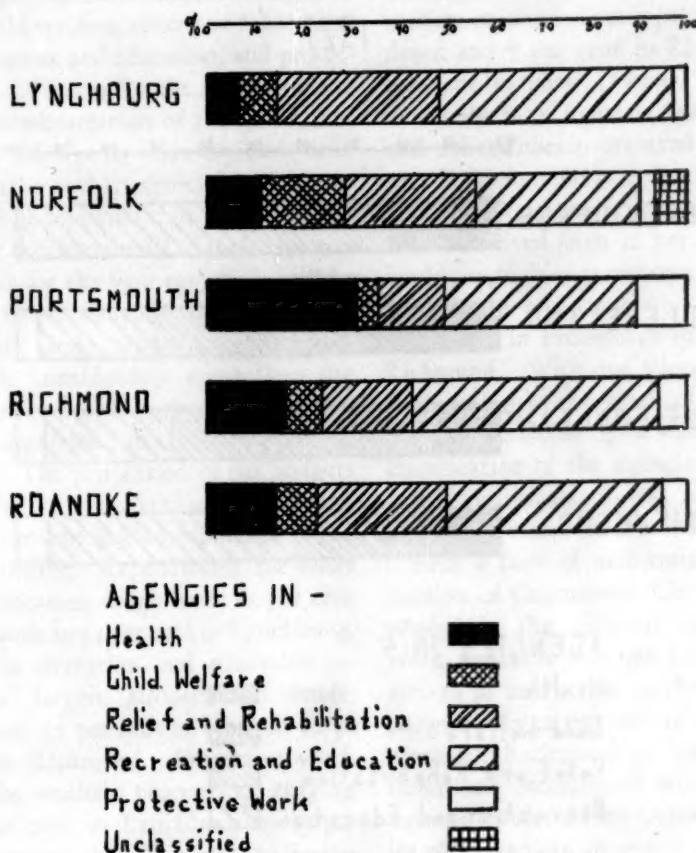 % 0 10 20 30 40 50 60 70 80 90 100
LYNCHBURG
NORFOLK
PORTSMOUTH
RICHMOND
ROANOKE
AGENCIES IN -
Health
Child Welfare
Relief and Rehabilitation
Recreation and Education
Protective Work
Unclassified